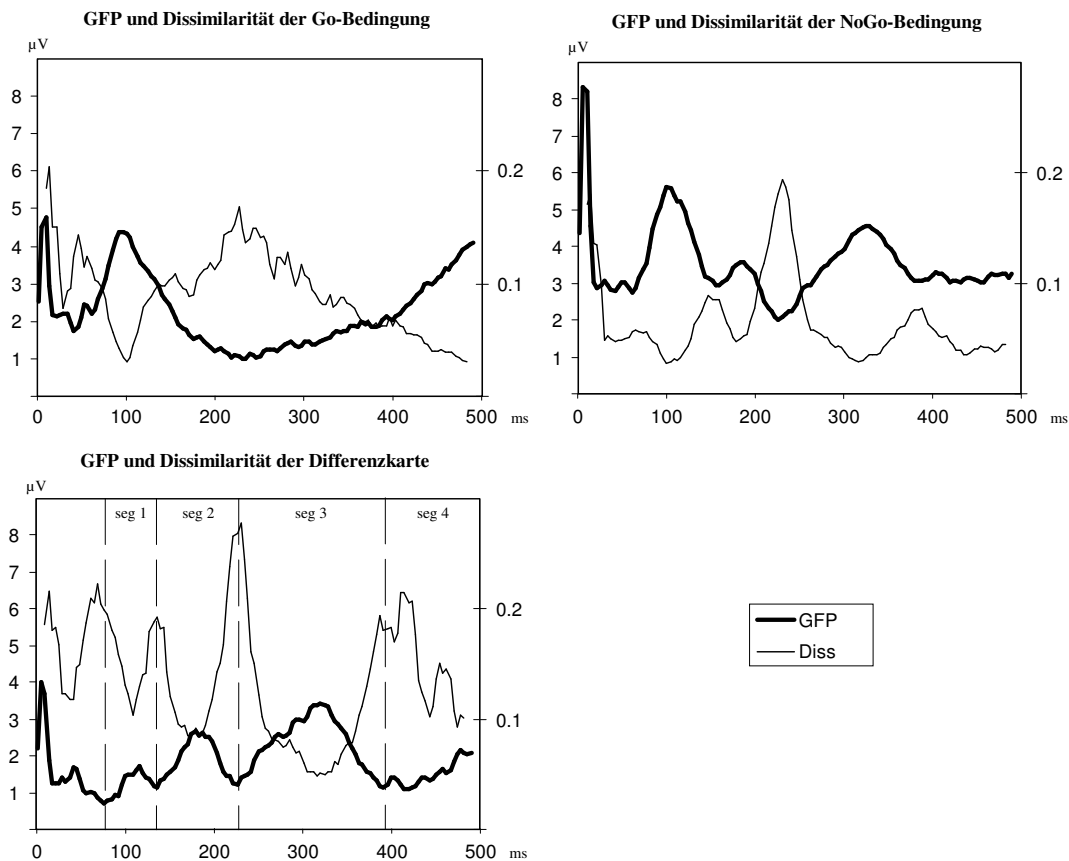 GFP und Dissimilarität der Go-Bedingung
µV
8
7
6
5
4
3
2
1
0.2
0.1
0 100 200 300 400 500 ms
GFP und Dissimilarität der NoGo-Bedingung
µV
8
7
6
5
4
3
2
1
0.2
0.1
0 100 200 300 400 500 ms
GFP und Dissimilarität der Differenzkarte
µV
seg 1 seg 2 seg 3 seg 4
8
7
6
5
4
3
2
1
0.2
0.1
0 100 200 300 400 500 ms
GFP
Diss